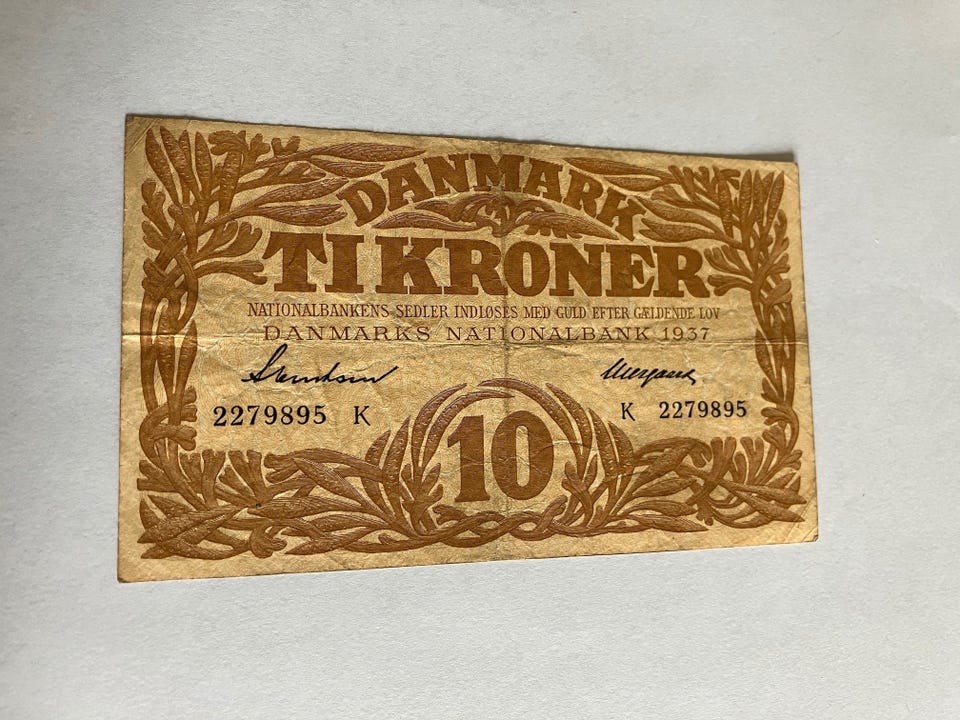 DANMARK
TI KRONER
NATIONALBANKENS SEDLER INDLØSES MED GULD EFTER GÆLDENDE LOV
DANMARKS NATIONALBANK 1937
2279895 K K 2279895
10